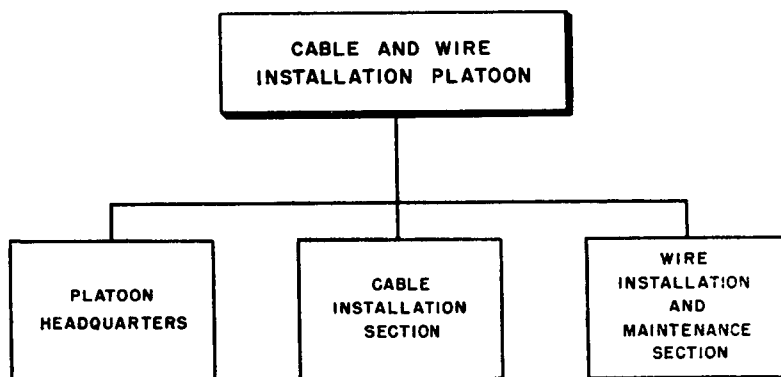 CABLE AND WIRE
INSTALLATION PLATOON
PLATOON
HEADQUARTERS
CABLE
INSTALLATION
SECTION
WIRE
INSTALLATION
AND
MAINTENANCE
SECTION